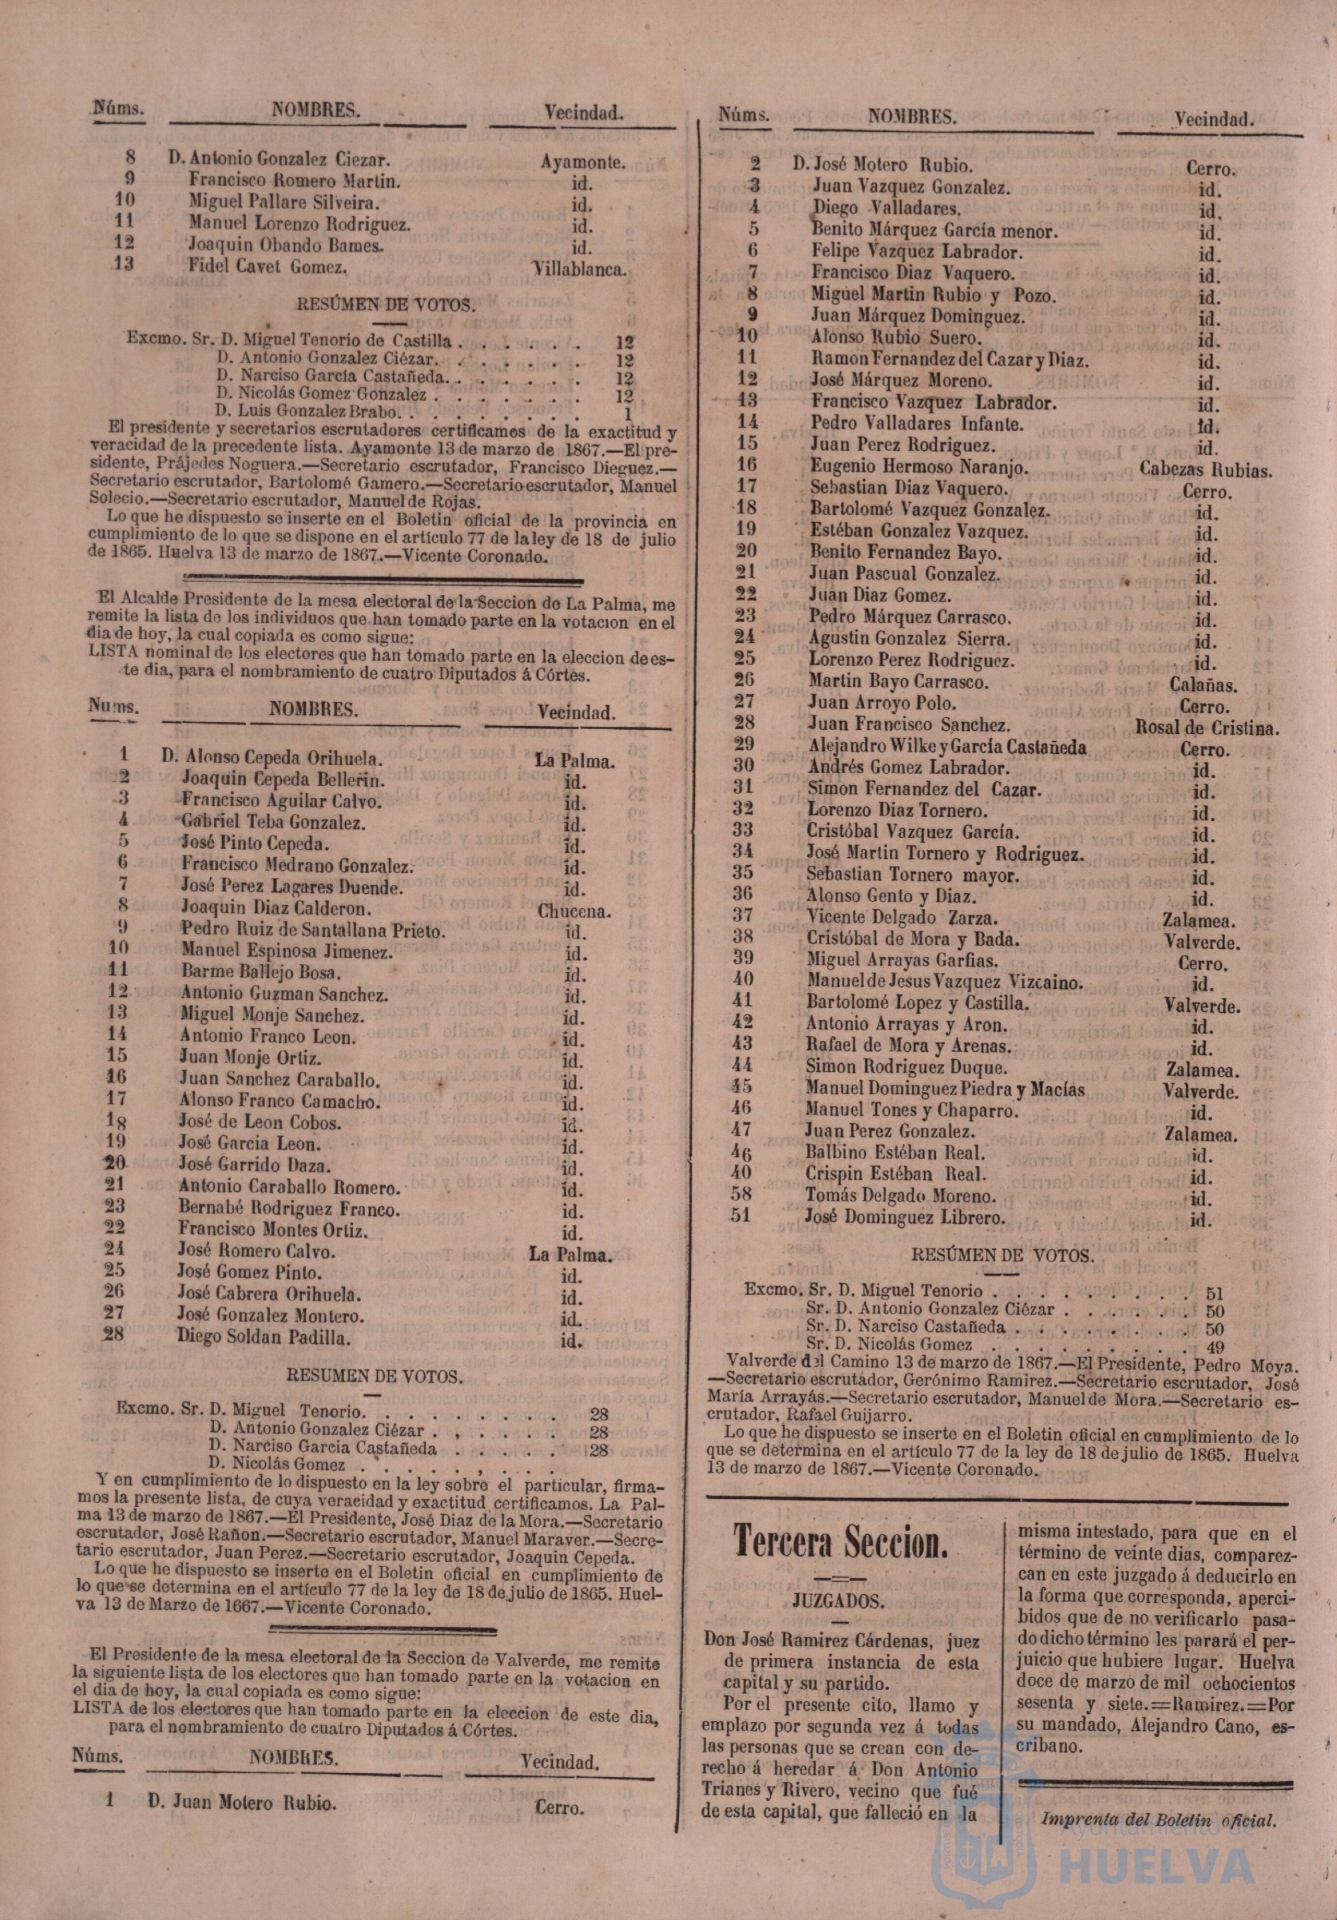 Núms. NOMBRES. Vecindad.
8 D. Antonio Gonzalez Ciezar. Ayamonte.
9 Francisco Romero Martin. id.
10 Miguel Pallare Silveira. id.
11 Manuel Lorenzo Rodriguez. id.
12 Joaquin Obando Bames. id.
13 Fidel Cavet Gomez. Villablanca.
RESÚMEN DE VOTOS.
Excmo. Sr. D. Miguel Tenorio de Castilla . . . . . . 12
D. Antonio Gonzalez Ciézar. . . . . . . 12
D. Narciso García Castañeda. . . . . . . 12
D. Nicolás Gomez Gonzalez . . . . . . . 12
D. Luis Gonzalez Brabo. . . . . . . . 1
El presidente y secretarios escrutadores certificamos de la exactitud y
veracidad de la precedente lista. Ayamonte 13 de marzo de 1867.—El pre-
sidente, Prájedes Noguera.—Secretario escrutador, Francisco Dieguez.—
Secretario escrutador, Bartolomé Gamero.—Secretario escrutador, Manuel
Solecio.—Secretario escrutador, Manuel de Rojas.
Lo que he dispuesto se inserte en el Boletin oficial de la provincia en
cumplimiento de lo que se dispone en el artículo 77 de la ley de 18 de julio
de 1865. Huelva 13 de marzo de 1867.—Vicente Coronado.
El Alcalde Presidente de la mesa electoral de la Seccion de La Palma, me
remite la lista de los individuos que han tomado parte en la votacion en el
dia de hoy, la cual copiada es como sigue:
LISTA nominal de los electores que han tomado parte en la eleccion de es-
te dia, para el nombramiento de cuatro Diputados á Córtes.
Nums. NOMBRES. Vecindad.
1 D. Alonso Cepeda Orihuela. La Palma.
2 Joaquin Cepeda Bellerin. id.
3 Francisco Aguilar Calvo. id.
4 Gabriel Teba Gonzalez. id.
5 José Pinto Cepeda. id.
6 Francisco Medrano Gonzalez. id.
7 José Perez Lagares Duende. id.
8 Joaquin Diaz Calderon. Chucena.
9 Pedro Ruiz de Santallana Prieto. id.
10 Manuel Espinosa Jimenez. id.
11 Barme Ballejo Bosa. id.
12 Antonio Guzman Sanchez. id.
13 Miguel Monje Sanchez. id.
14 Antonio Franco Leon. id.
15 Juan Monje Ortiz. id.
16 Juan Sanchez Caraballo. id.
17 Alonso Franco Camacho. id.
18 José de Leon Cobos. id.
19 José Garcia Leon. id.
20 José Garrido Daza. id.
21 Antonio Caraballo Romero. id.
23 Bernabé Rodriguez Franco. id.
22 Francisco Montes Ortiz. id.
24 José Romero Calvo. La Palma.
25 José Gomez Pinto. id.
26 José Cabrera Orihuela. id.
27 José Gonzalez Montero. id.
28 Diego Soldan Padilla. id.
RESUMEN DE VOTOS.
Excmo. Sr. D. Miguel Tenorio. . . . . . . . . 28
D. Antonio Gonzalez Ciézar . . . . . . 28
D. Narciso Garcia Castañeda . . . . . 28
D. Nicolás Gomez . . . . . . . .
Y en cumplimiento de lo dispuesto en la ley sobre el particular, firma-
mos la presente lista, de cuya veracidad y exactitud certificamos. La Pal-
ma 13 de marzo de 1867.—El Presidente, José Diaz de la Mora.—Secretario
escrutador, José Rañon.—Secretario escrutador, Manuel Maraver.—Secre-
tario escrutador, Juan Perez.—Secretario escrutador, Joaquin Cepeda.
Lo que he dispuesto se inserte en el Boletin oficial en cumplimiento de
lo que se determina en el artículo 77 de la ley de 18 de julio de 1865. Huel-
va 13 de Marzo de 1667.—Vicente Coronado.
El Presidente de la mesa electoral de la Seccion de Valverde, me remite
la siguiente lista de los electores que han tomado parte en la votacion en
el dia de hoy, la cual copiada es como sigue:
LISTA de los electores que han tomado parte en la eleccion de este dia,
para el nombramiento de cuatro Diputados á Córtes.
Núms. NOMBRES. Vecindad.
1 D. Juan Motero Rubio. Cerro.
Núms. NOMBRES. Vecindad.
2 D. José Motero Rubio. Cerro.
3 Juan Vazquez Gonzalez. id.
4 Diego Valladares. id.
5 Benito Márquez García menor. id.
6 Felipe Vazquez Labrador. id.
7 Francisco Diaz Vaquero. id.
8 Miguel Martin Rubio y Pozo. id.
9 Juan Márquez Dominguez. id.
10 Alonso Rubio Suero. id.
11 Ramon Fernandez del Cazar y Diaz. id.
12 José Márquez Moreno. id.
13 Francisco Vazquez Labrador. id.
14 Pedro Valladares Infante. id.
15 Juan Perez Rodriguez. id.
16 Eugenio Hermoso Naranjo. Cabezas Rubias.
17 Sebastian Diaz Vaquero. Cerro.
18 Bartolomé Vazquez Gonzalez. id.
19 Estéban Gonzalez Vazquez. id.
20 Benito Fernandez Bayo. id.
21 Juan Pascual Gonzalez. id.
22 Juan Diaz Gomez. id.
23 Pedro Márquez Carrasco. id.
24 Agustin Gonzalez Sierra. id.
25 Lorenzo Perez Rodriguez. id.
26 Martin Bayo Carrasco. Calañas.
27 Juan Arroyo Polo. Cerro.
28 Juan Francisco Sanchez. Rosal de Cristina.
29 Alejandro Wilke y García Castañeda Cerro.
30 Andrés Gomez Labrador. id.
31 Simon Fernandez del Cazar. id.
32 Lorenzo Diaz Tornero. id.
33 Cristóbal Vazquez García. id.
34 José Martin Tornero y Rodriguez. id.
35 Sebastian Tornero mayor. id.
36 Alonso Gento y Diaz. id.
37 Vicente Delgado Zarza. Zalamea.
38 Cristóbal de Mora y Bada. Valverde.
39 Miguel Arrayas Garfias. Cerro.
40 Manuel de Jesus Vazquez Vizcaino. id.
41 Bartolomé Lopez y Castilla. Valverde.
42 Antonio Arrayas y Aron. id.
43 Rafael de Mora y Arenas. id.
44 Simon Rodriguez Duque. Zalamea.
45 Manuel Dominguez Piedra y Macías Valverde.
46 Manuel Tones y Chaparro. id.
47 Juan Perez Gonzalez. Zalamea.
46 Balbino Estéban Real. id.
40 Crispin Estéban Real. id.
58 Tomás Delgado Moreno. id.
51 José Dominguez Librero. id.
RESÚMEN DE VOTOS.
Excmo. Sr. D. Miguel Tenorio . . . . . . . . . 51
Sr. D. Antonio Gonzalez Ciézar . . . . . . 50
Sr. D. Narciso Castañeda . . . . . . . . 50
Sr. D. Nicolás Gomez . . . . . . . . . 49
Valverde del Camino 13 de marzo de 1867.—El Presidente, Pedro Moya.
—Secretario escrutador, Gerónimo Ramirez.—Secretario escrutador, José
María Arrayás.—Secretario escrutador, Manuel de Mora.—Secretario es-
crutador, Rafael Guijarro.
Lo que he dispuesto se inserte en el Boletin oficial en cumplimiento de lo
que se determina en el artículo 77 de la ley de 18 de julio de 1865. Huelva
13 de marzo de 1867.—Vicente Coronado.
Tercera Seccion.
JUZGADOS.
Don José Ramirez Cárdenas, juez
de primera instancia de esta
capital y su partido.
Por el presente cito, llamo y
emplazo por segunda vez á todas
las personas que se crean con de-
recho á heredar á Don Antonio
Trianes y Rivero, vecino que fué
de esta capital, que falleció en la
misma intestado, para que en el
término de veinte dias, comparez-
can en este juzgado á deducirlo en
la forma que corresponda, aperci-
bidos que de no verificarlo pasa-
do dicho término les parará el per-
juicio que hubiere lugar. Huelva
doce de marzo de mil ochocientos
sesenta y siete.=Ramirez.=Por
su mandado, Alejandro Cano, es-
cribano.
Imprenta del Boletin oficial.
Ayuntamiento de
HUELVA